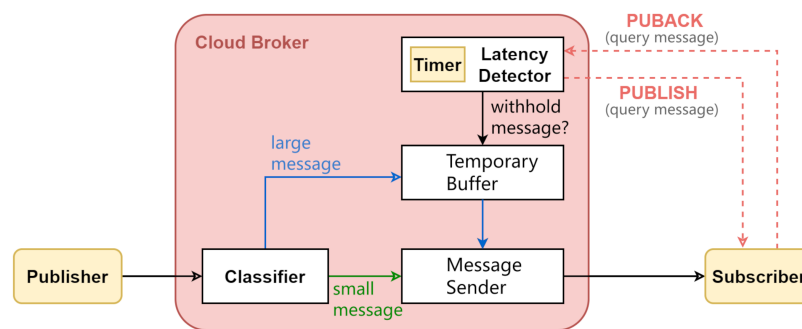 Cloud Broker
Timer
Latency
Detector
PUBACK
(query message)
PUBLISH
(query message)
withhold
message?
large
message
Temporary
Buffer
Publisher
Classifier
small
message
Message
Sender
Subscriber